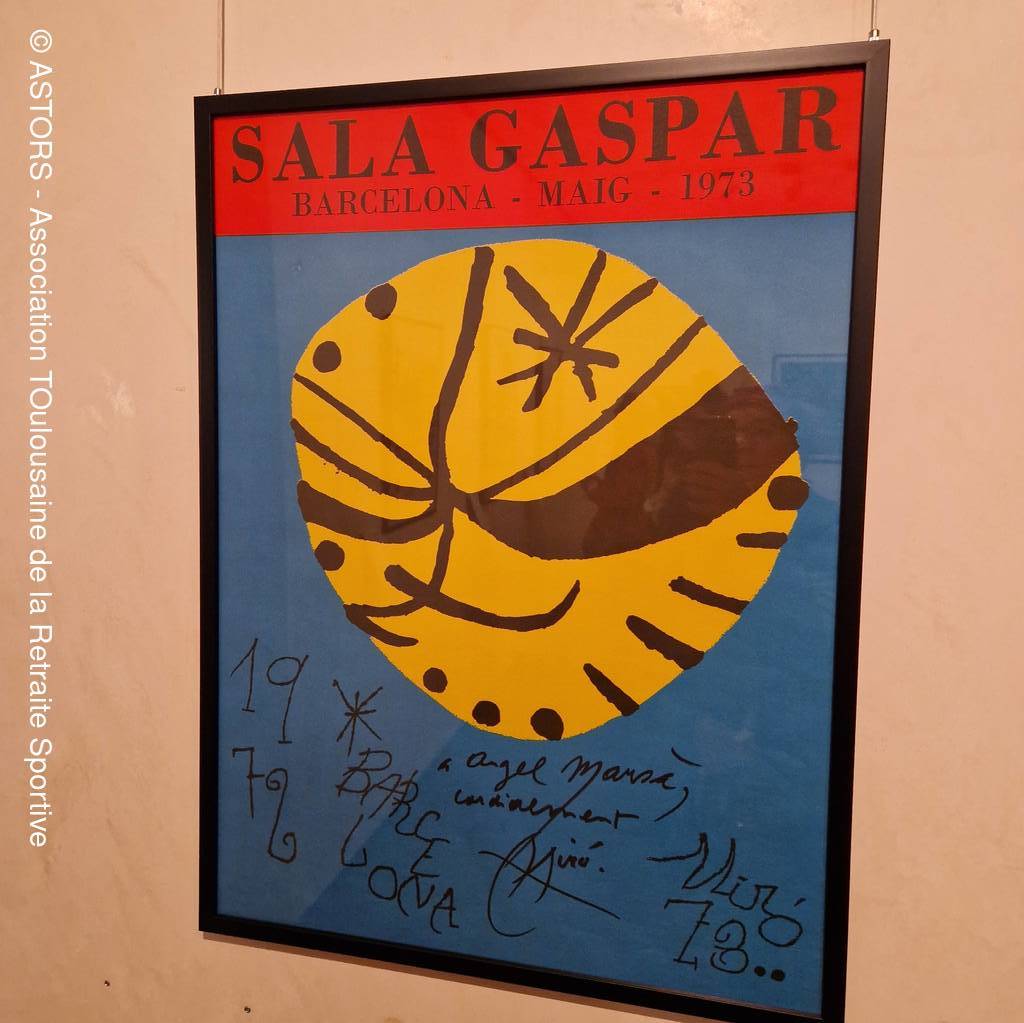 © ASTORS - Association TOulousaine de la Retraite Sportive
SALA GASPAR
BARCELONA - MAIG - 1973
19
72
BARCE
LONA
a angel Marsà,
cordialement
Miró.
Miró
73..